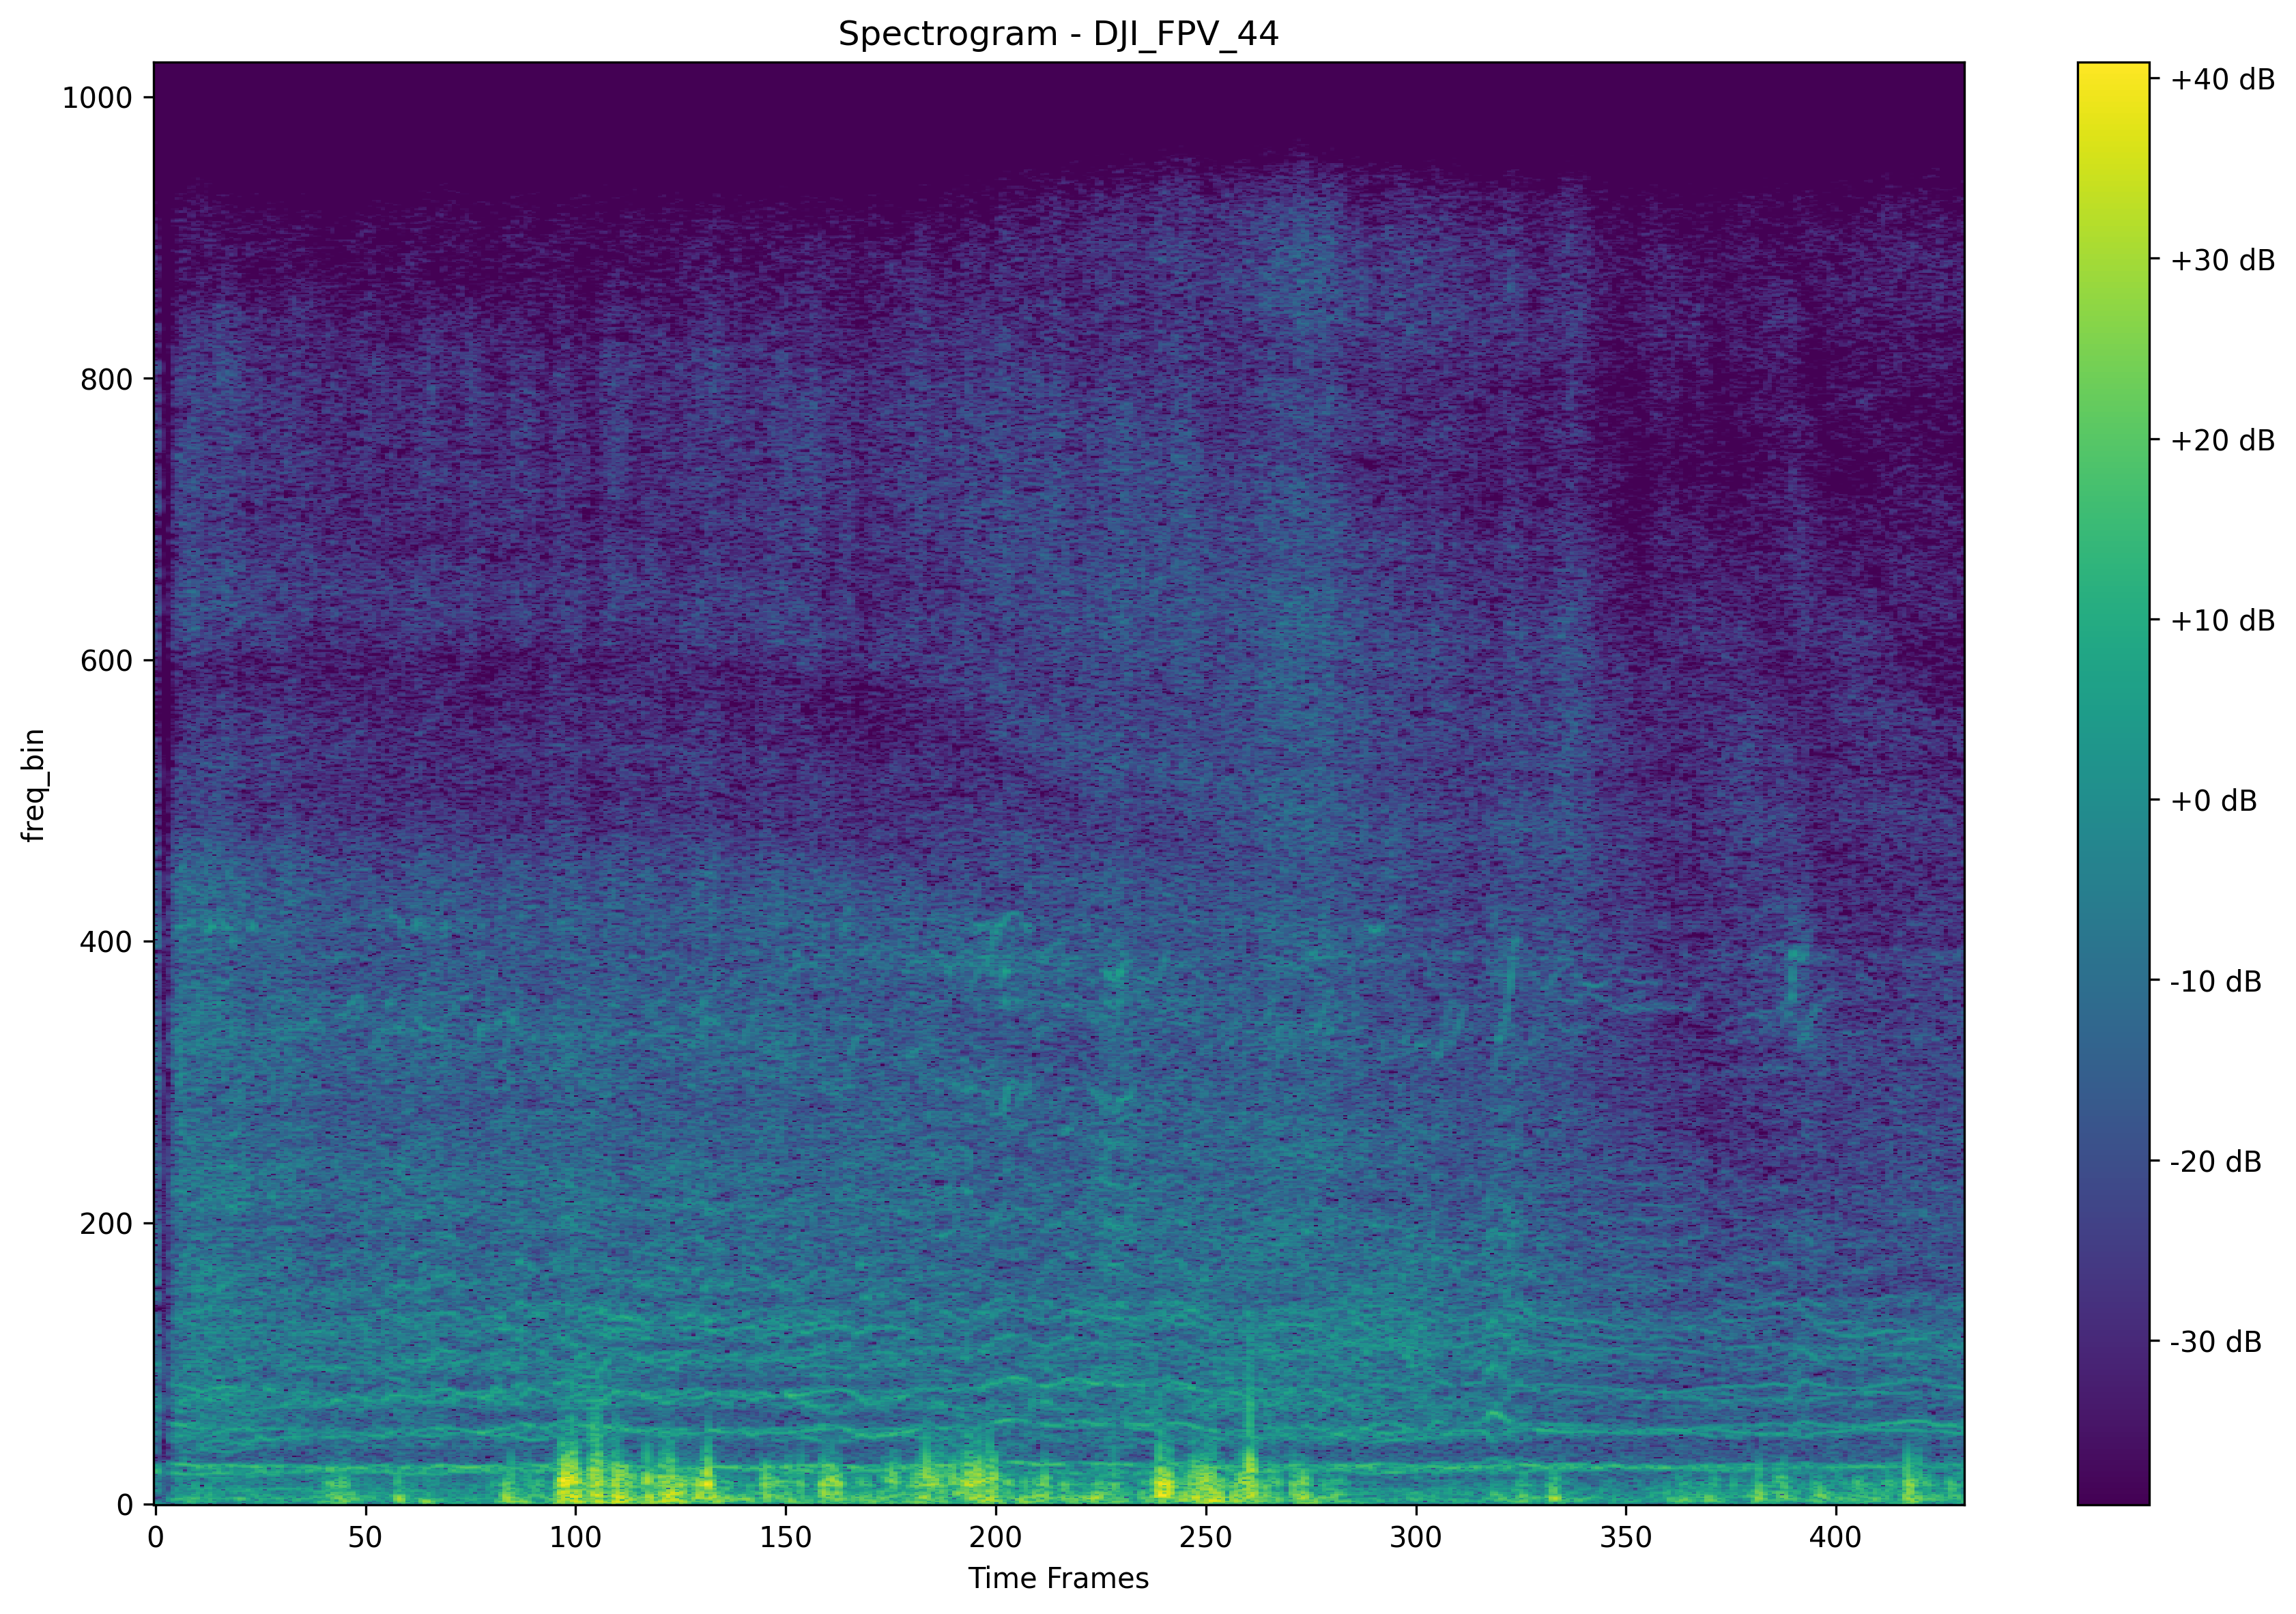 Spectrogram - DJI_FPV_44
1000
800
600
400
200
0
freq_bin
0 50 100 150 200 250 300 350 400
Time Frames
+40 dB
+30 dB
+20 dB
+10 dB
+0 dB
-10 dB
-20 dB
-30 dB